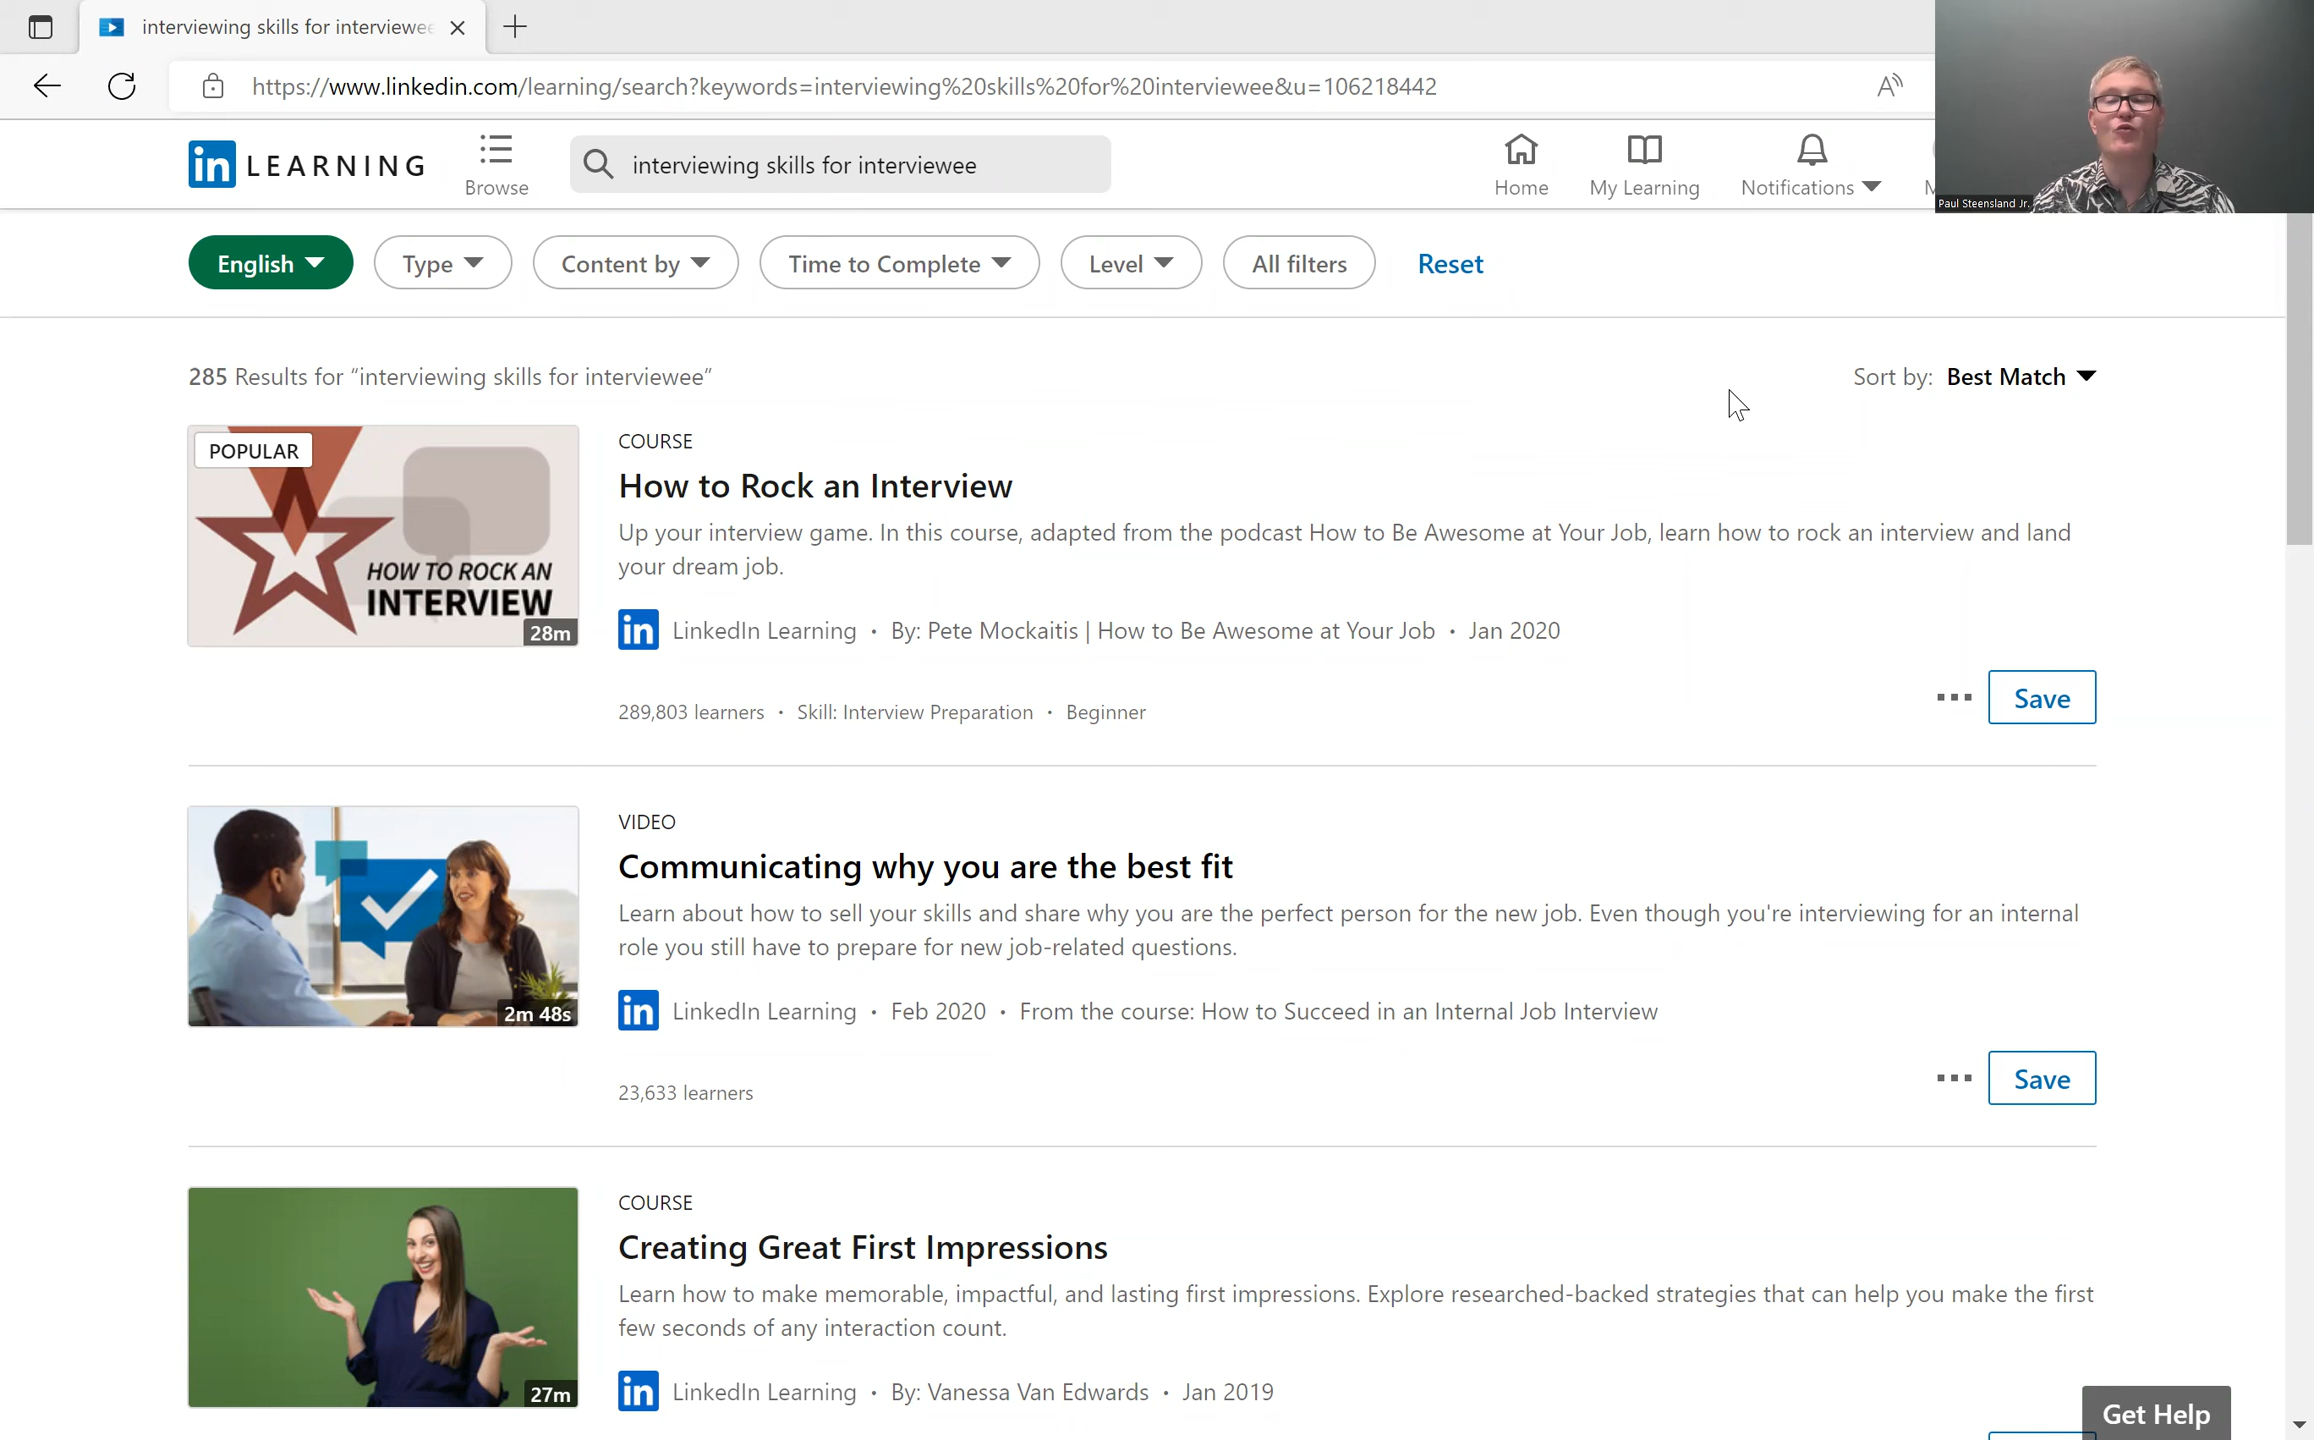 interviewing skills for interviewee
https://www.linkedin.com/learning/search?keywords=interviewing%20skills%20for%20interviewee&u=106218442
Paul Steensland Jr.
in LEARNING
Browse
interviewing skills for interviewee
Home
My Learning
Notifications
English
Type
Content by
Time to Complete
Level
All filters
Reset
285 Results for “interviewing skills for interviewee”
Sort by: Best Match
POPULAR
HOW TO ROCK AN
INTERVIEW
28m
COURSE
How to Rock an Interview
Up your interview game. In this course, adapted from the podcast How to Be Awesome at Your Job, learn how to rock an interview and land
your dream job.
in LinkedIn Learning • By: Pete Mockaitis | How to Be Awesome at Your Job • Jan 2020
289,803 learners • Skill: Interview Preparation • Beginner
Save
2m 48s
VIDEO
Communicating why you are the best fit
Learn about how to sell your skills and share why you are the perfect person for the new job. Even though you're interviewing for an internal
role you still have to prepare for new job-related questions.
in LinkedIn Learning • Feb 2020 • From the course: How to Succeed in an Internal Job Interview
23,633 learners
Save
27m
COURSE
Creating Great First Impressions
Learn how to make memorable, impactful, and lasting first impressions. Explore researched-backed strategies that can help you make the first
few seconds of any interaction count.
in LinkedIn Learning • By: Vanessa Van Edwards • Jan 2019
Get Help